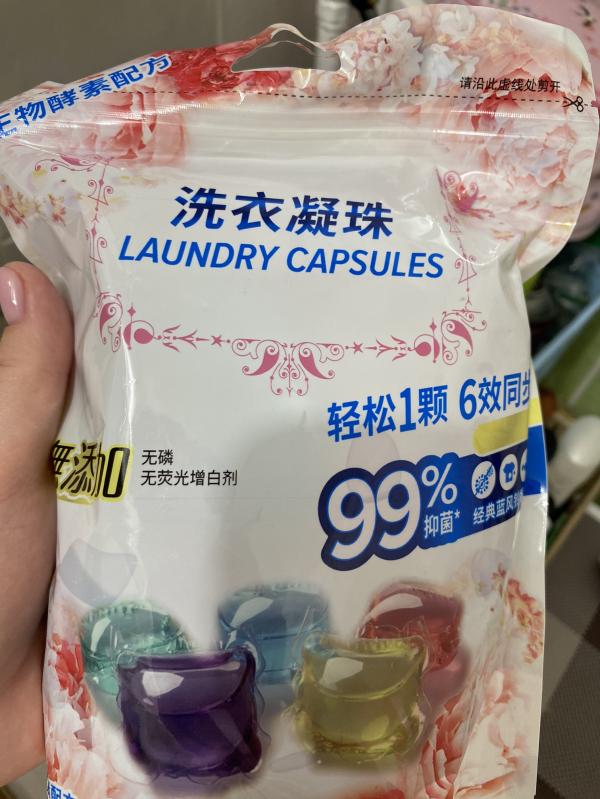 生物酵素配方
请沿此虚线处剪开
洗衣凝珠
LAUNDRY CAPSULES
轻松1颗 6效同步
無添加
无磷
无荧光增白剂
99%
抑菌*
经典蓝风